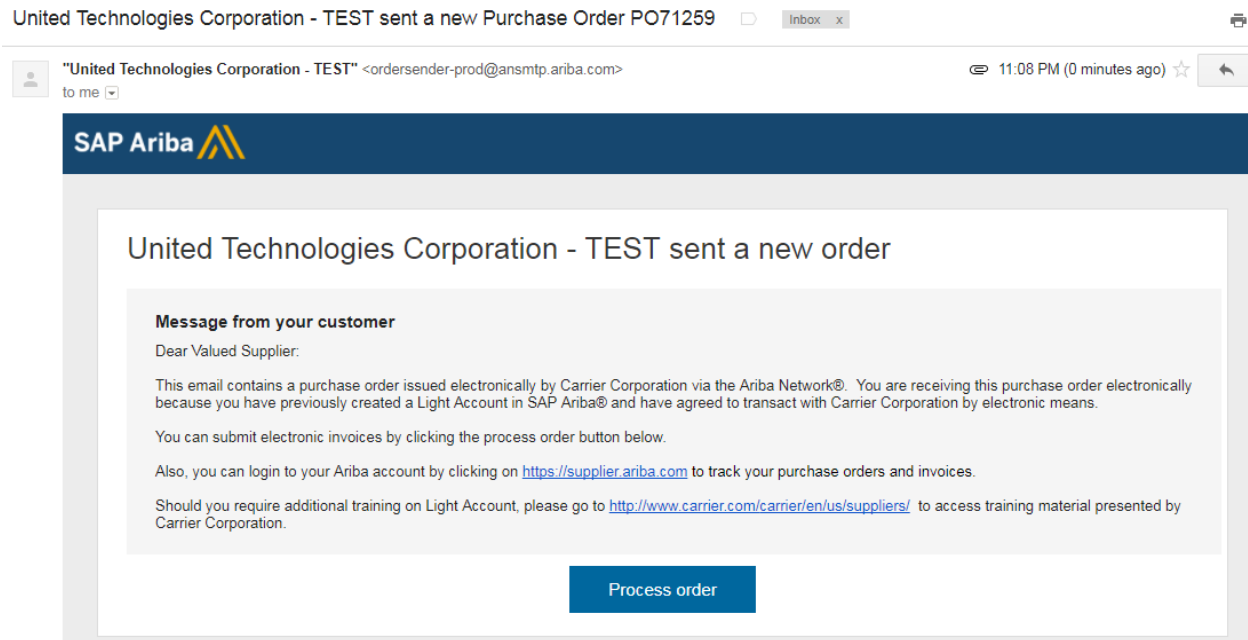 United Technologies Corporation - TEST sent a new Purchase Order PO71259 Inbox x
"United Technologies Corporation - TEST" <ordersender-prod@ansmtp.ariba.com> 11:08 PM (0 minutes ago)
to me
SAP Ariba
United Technologies Corporation - TEST sent a new order
Message from your customer
Dear Valued Supplier:
This email contains a purchase order issued electronically by Carrier Corporation via the Ariba Network®. You are receiving this purchase order electronically
because you have previously created a Light Account in SAP Ariba® and have agreed to transact with Carrier Corporation by electronic means.
You can submit electronic invoices by clicking the process order button below.
Also, you can login to your Ariba account by clicking on https://supplier.ariba.com to track your purchase orders and invoices.
Should you require additional training on Light Account, please go to http://www.carrier.com/carrier/en/us/suppliers/ to access training material presented by
Carrier Corporation.
Process order